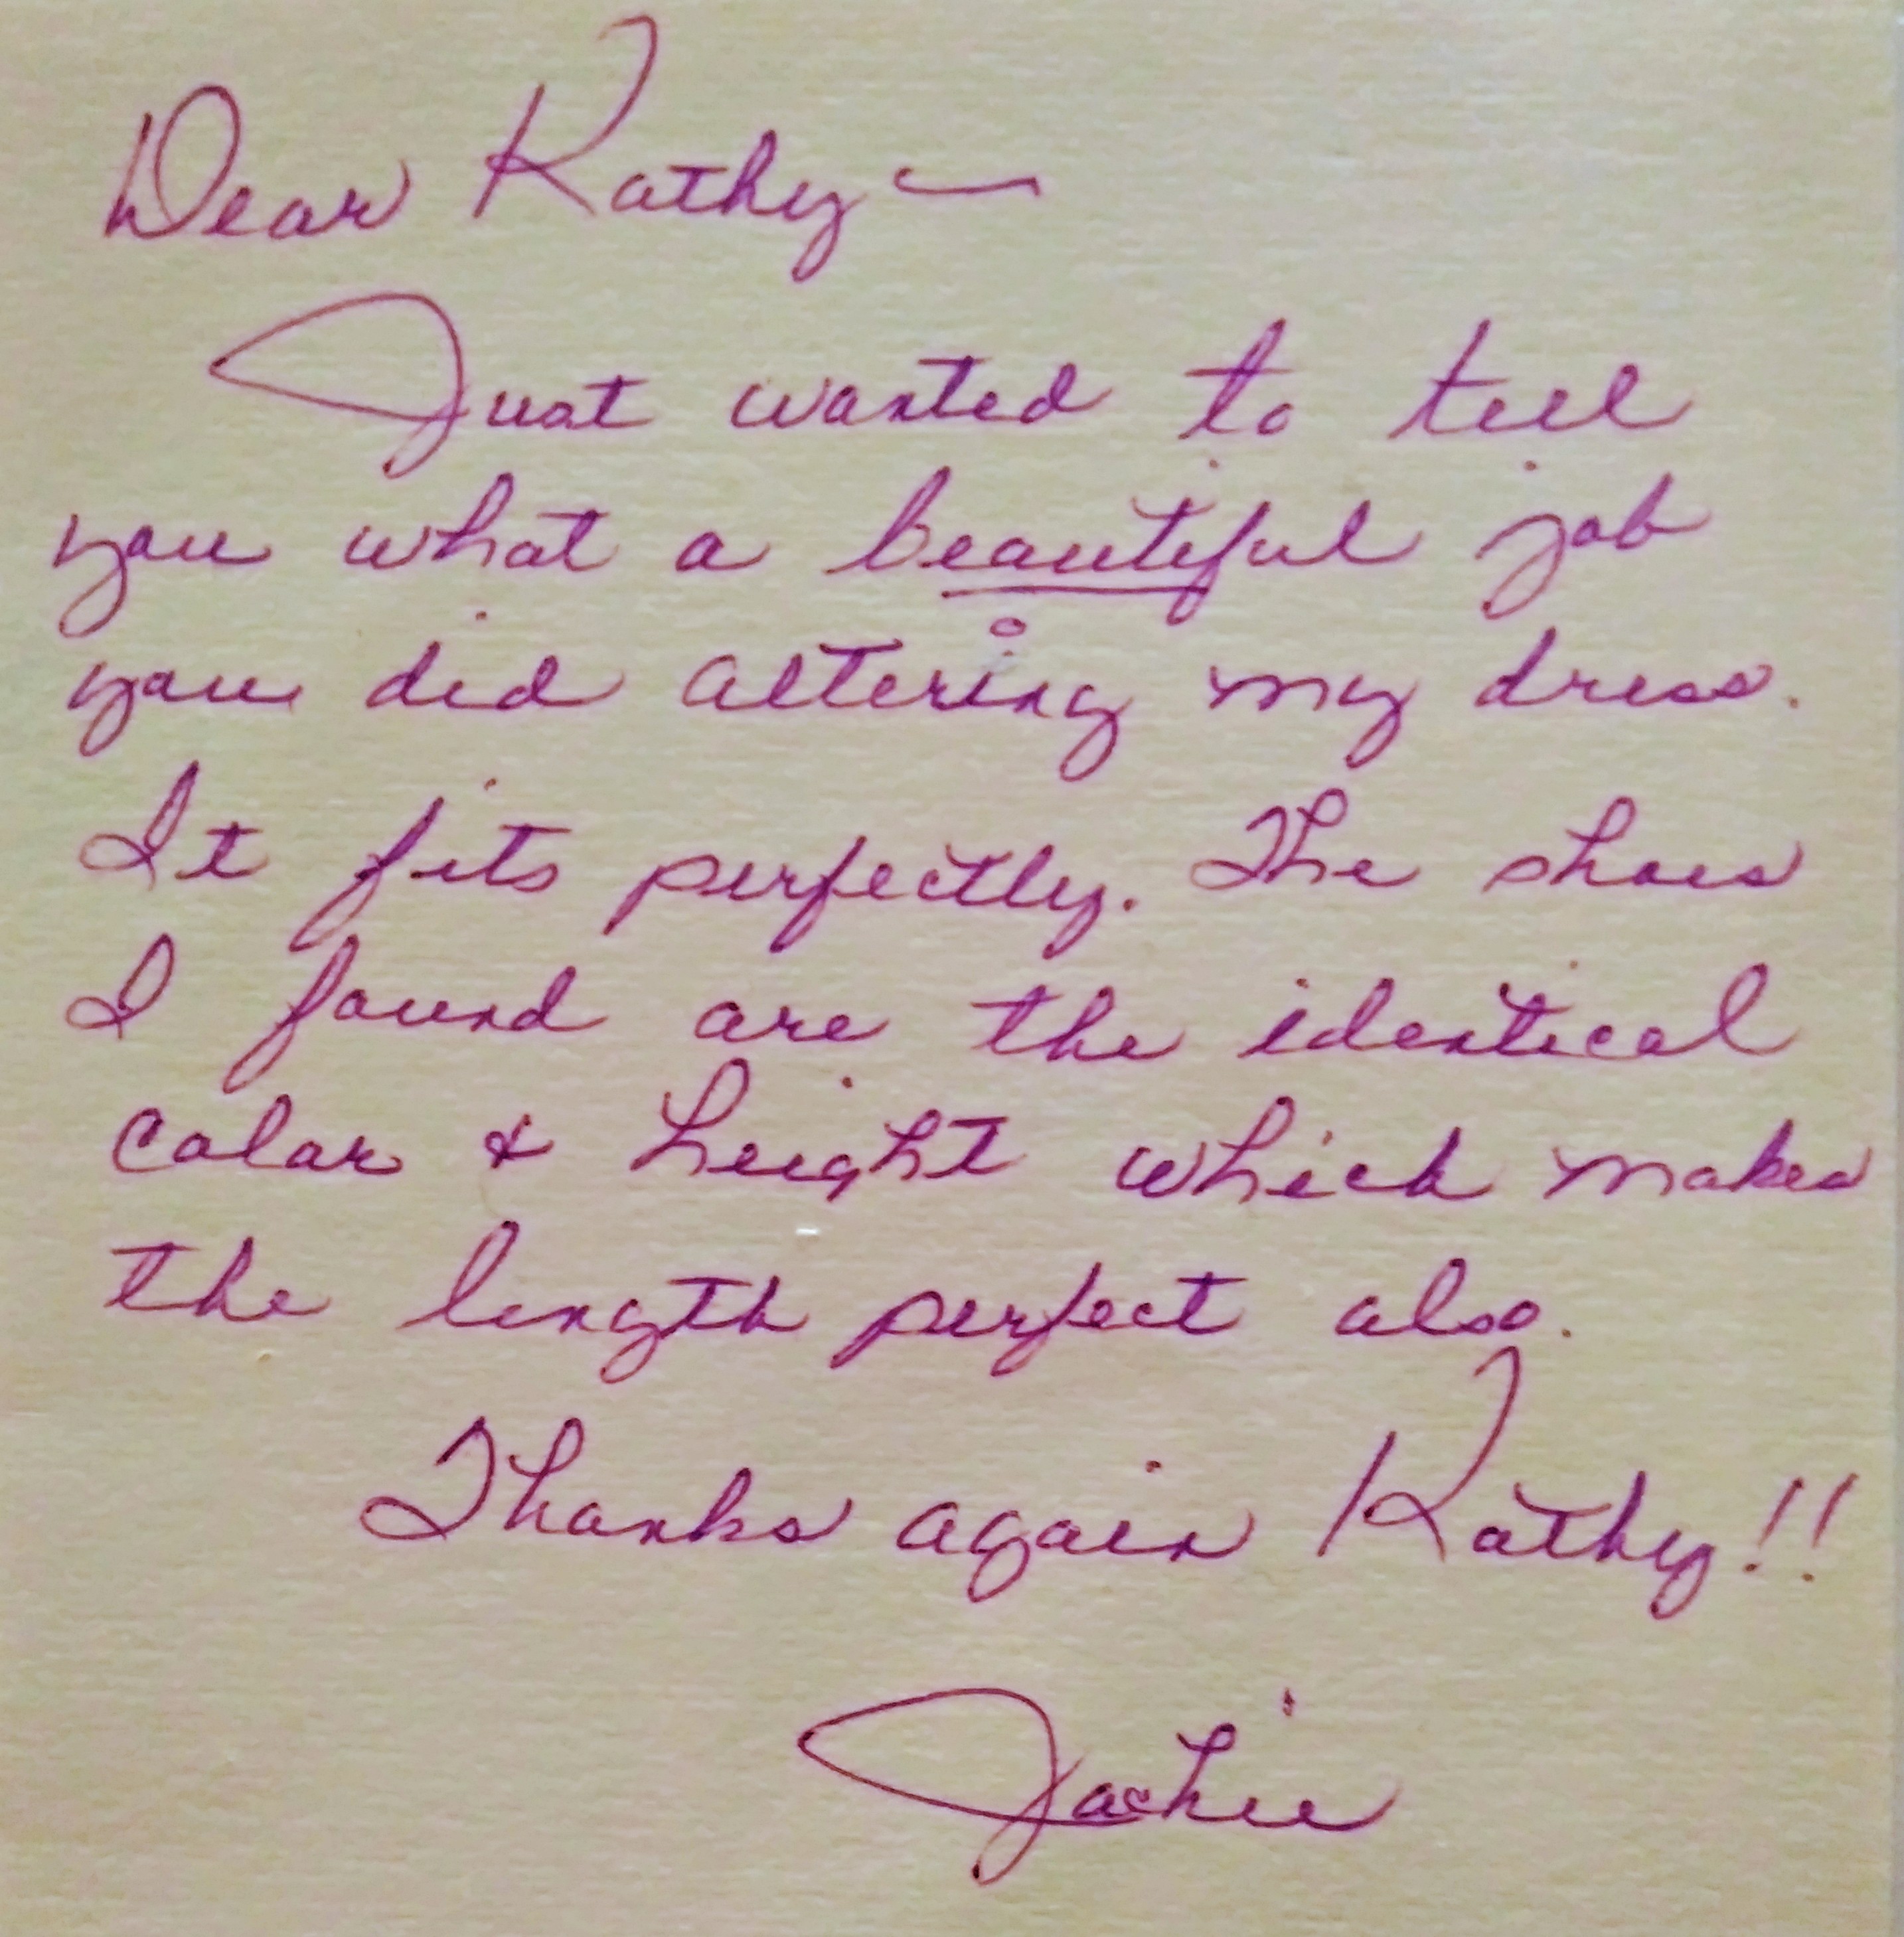 Dear Kathy —
Just wanted to tell
you what a beautiful job
you did altering my dress.
It fits perfectly. The shoes
I found are the identical
color & height which makes
the length perfect also.
Thanks again Kathy!!
Jackie